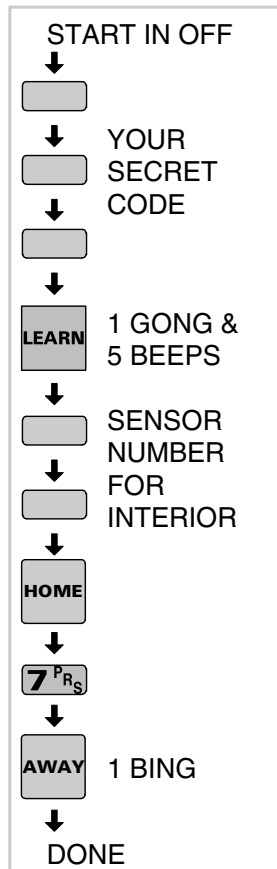 START IN OFF
YOUR
SECRET
CODE
LEARN
1 GONG &
5 BEEPS
SENSOR
NUMBER
FOR
INTERIOR
HOME
7 PRS
AWAY
1 BING
DONE